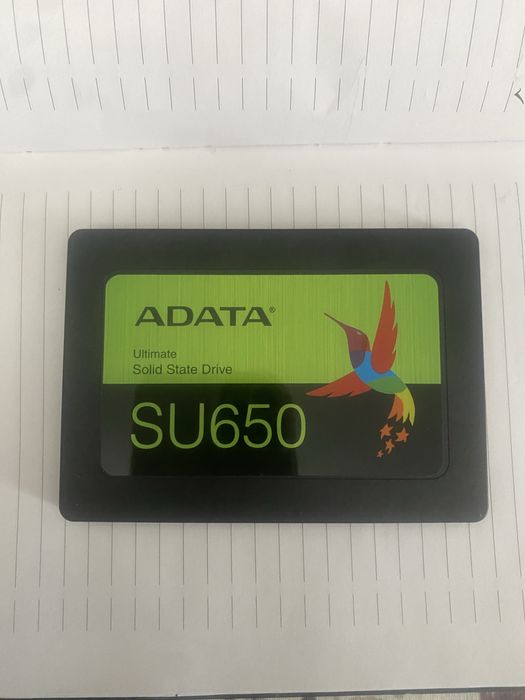 ADATA®
Ultimate
Solid State Drive
SU650